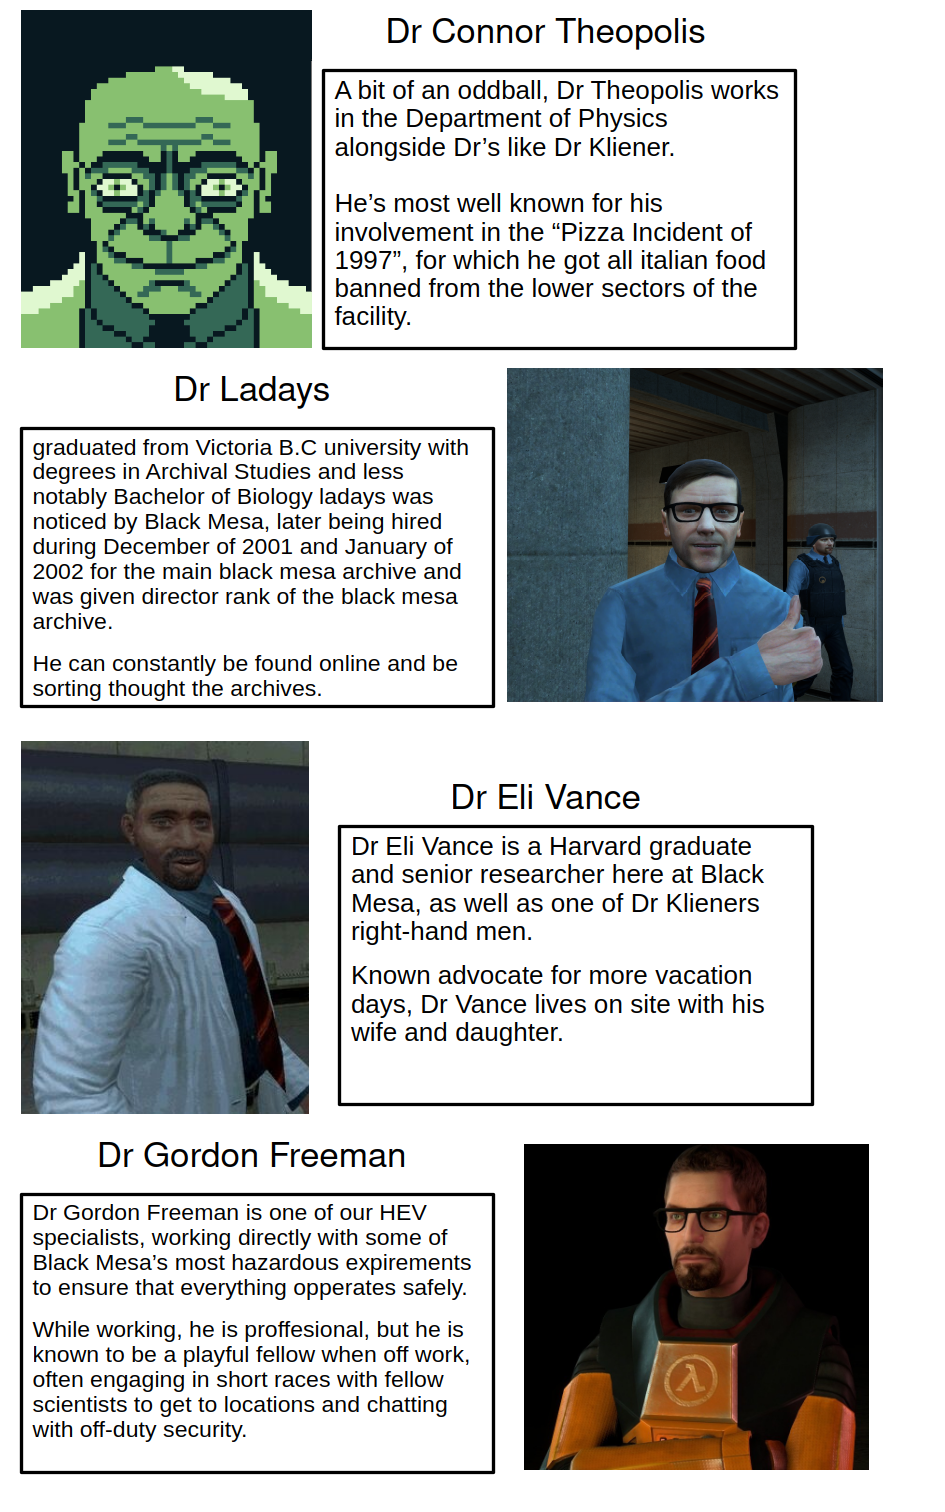 Dr Connor Theopolis
A bit of an oddball, Dr Theopolis works
in the Department of Physics
alongside Dr’s like Dr Kliener.
He’s most well known for his
involvement in the “Pizza Incident of
1997”, for which he got all italian food
banned from the lower sectors of the
facility.
Dr Ladays
graduated from Victoria B.C university with
degrees in Archival Studies and less
notably Bachelor of Biology ladays was
noticed by Black Mesa, later being hired
during December of 2001 and January of
2002 for the main black mesa archive and
was given director rank of the black mesa
archive.
He can constantly be found online and be
sorting thought the archives.
Dr Eli Vance
Dr Eli Vance is a Harvard graduate
and senior researcher here at Black
Mesa, as well as one of Dr Klieners
right-hand men.
Known advocate for more vacation
days, Dr Vance lives on site with his
wife and daughter.
Dr Gordon Freeman
Dr Gordon Freeman is one of our HEV
specialists, working directly with some of
Black Mesa’s most hazardous expirements
to ensure that everything opperates safely.
While working, he is proffesional, but he is
known to be a playful fellow when off work,
often engaging in short races with fellow
scientists to get to locations and chatting
with off-duty security.
λ